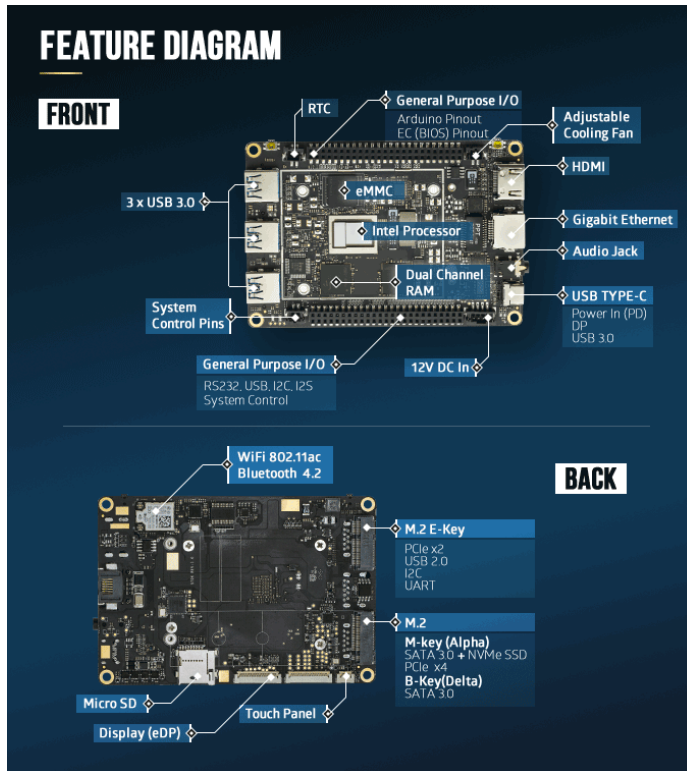 FEATURE DIAGRAM
FRONT
RTC
General Purpose I/O
Arduino Pinout
EC (BIOS) Pinout
Adjustable
Cooling Fan
HDMI
eMMC
3 x USB 3.0
Gigabit Ethernet
Intel Processor
Audio Jack
Dual Channel
RAM
USB TYPE-C
Power In (PD)
DP
USB 3.0
System
Control Pins
General Purpose I/O
RS232, USB, I2C, I2S
System Control
12V DC In
WiFi 802.11ac
Bluetooth 4.2
BACK
M.2 E-Key
PCIe x2
USB 2.0
I2C
UART
M.2
M-key (Alpha)
SATA 3.0 + NVMe SSD
PCIe x4
B-Key(Delta)
SATA 3.0
Micro SD
Touch Panel
Display (eDP)